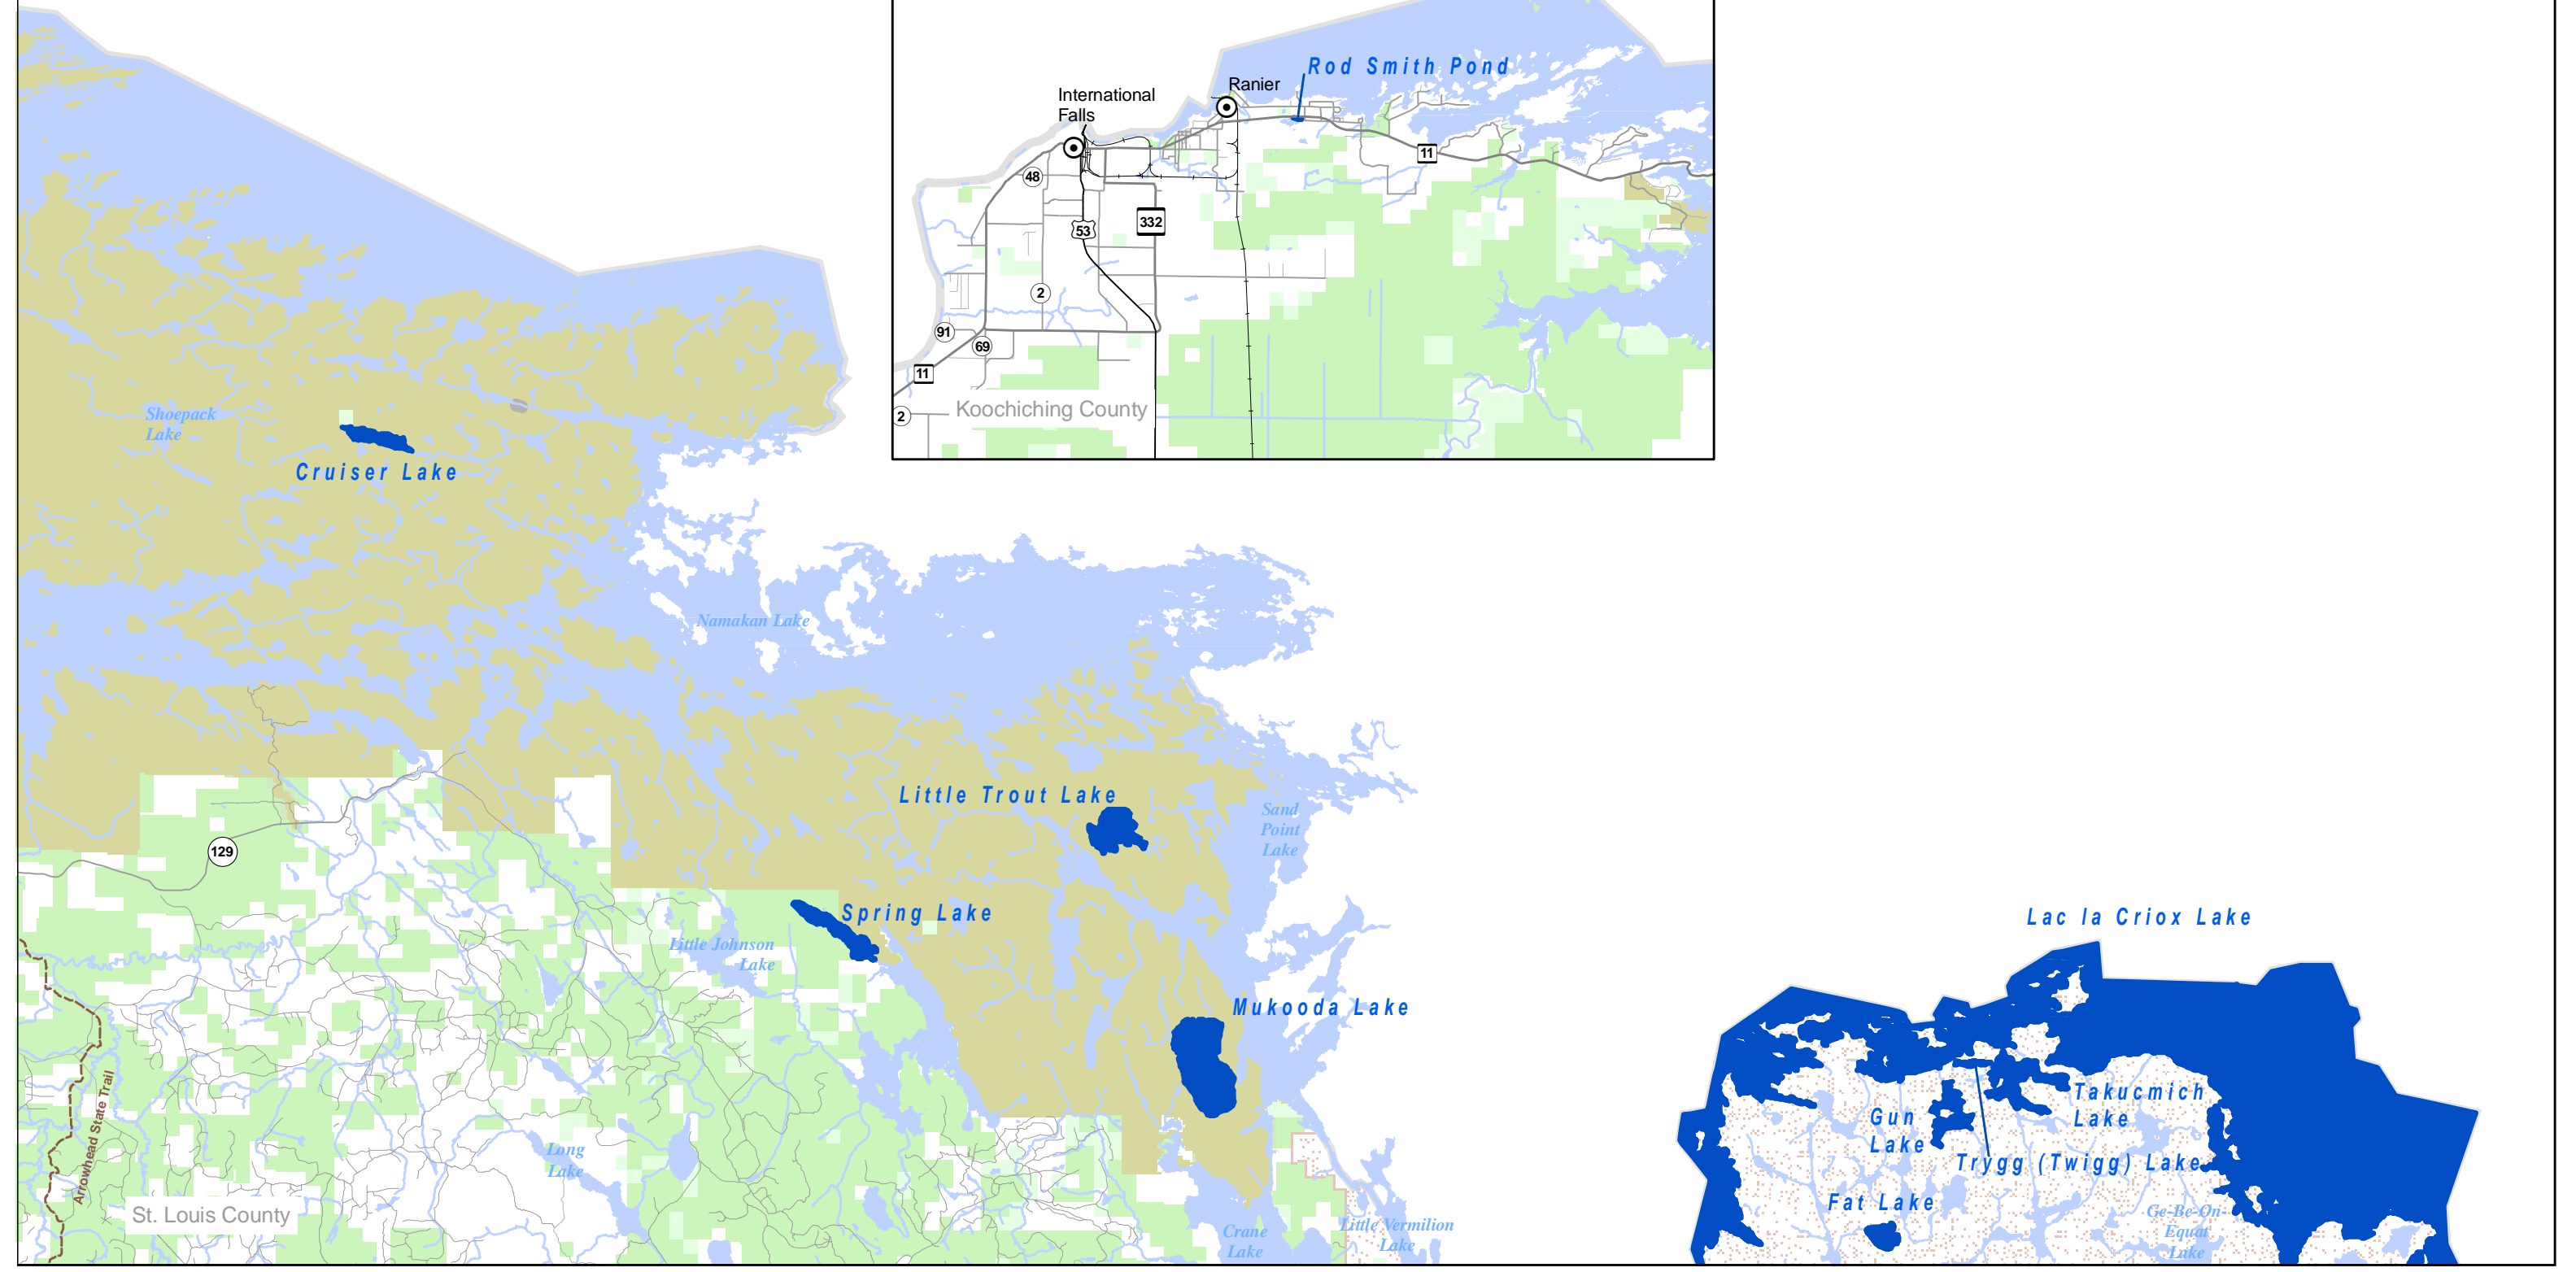 Rod Smith Pond
Ranier
International
Falls
11
48
332
53
2
91
69
11
2
Koochiching County
Shoepack
Lake
Cruiser Lake
Namakan Lake
Little Trout Lake
Sand
Point
Lake
129
Spring Lake
Little Johnson
Lake
Mukooda Lake
Lac la Criox Lake
Takucmich
Lake
Gun
Lake
Trygg (Twigg) Lake
Fat Lake
Long
Lake
Arrowhead State Trail
St. Louis County
Crane
Lake
Little Vermilion
Lake
Ge-Be-On-
Equat
Lake